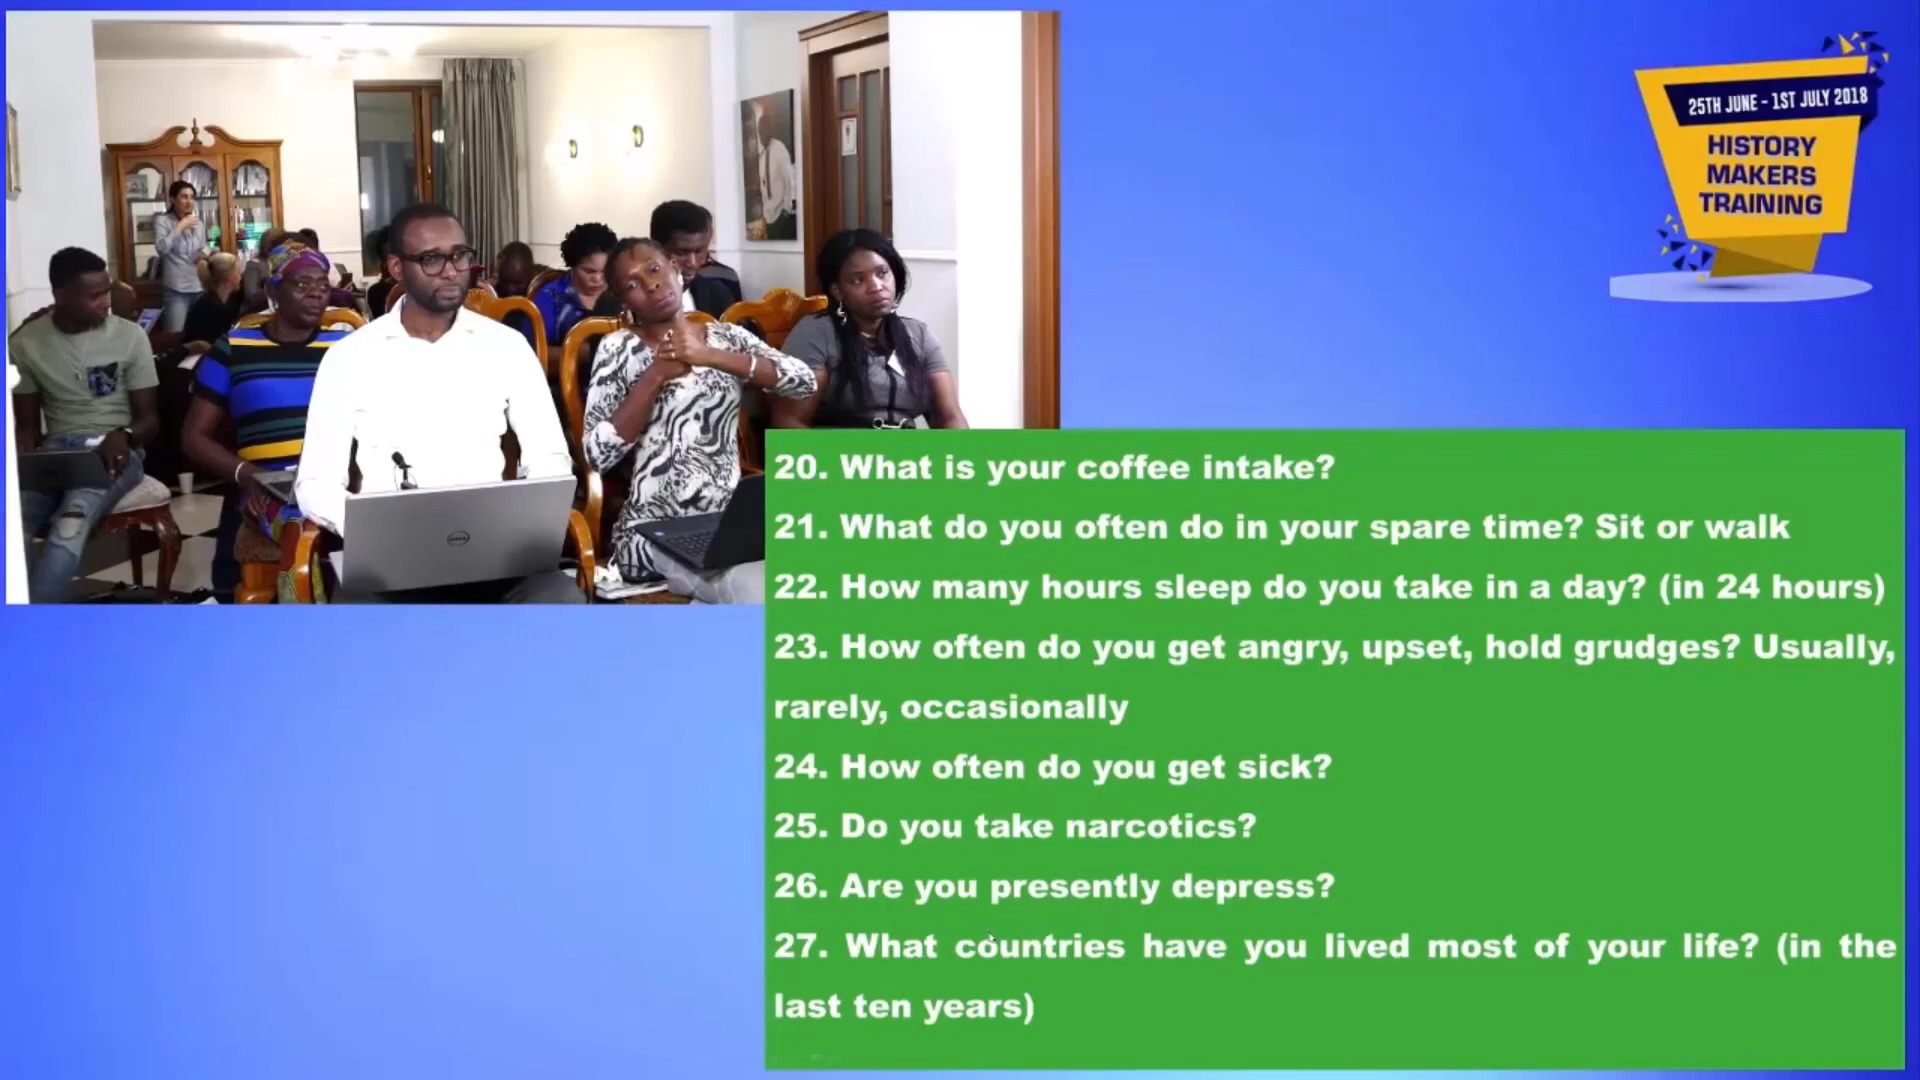 25TH JUNE - 1ST JULY 2018
HISTORY
MAKERS
TRAINING
DELL
20. What is your coffee intake?
21. What do you often do in your spare time? Sit or walk
22. How many hours sleep do you take in a day? (in 24 hours)
23. How often do you get angry, upset, hold grudges? Usually,
rarely, occasionally
24. How often do you get sick?
25. Do you take narcotics?
26. Are you presently depress?
27. What countries have you lived most of your life? (in the
last ten years)